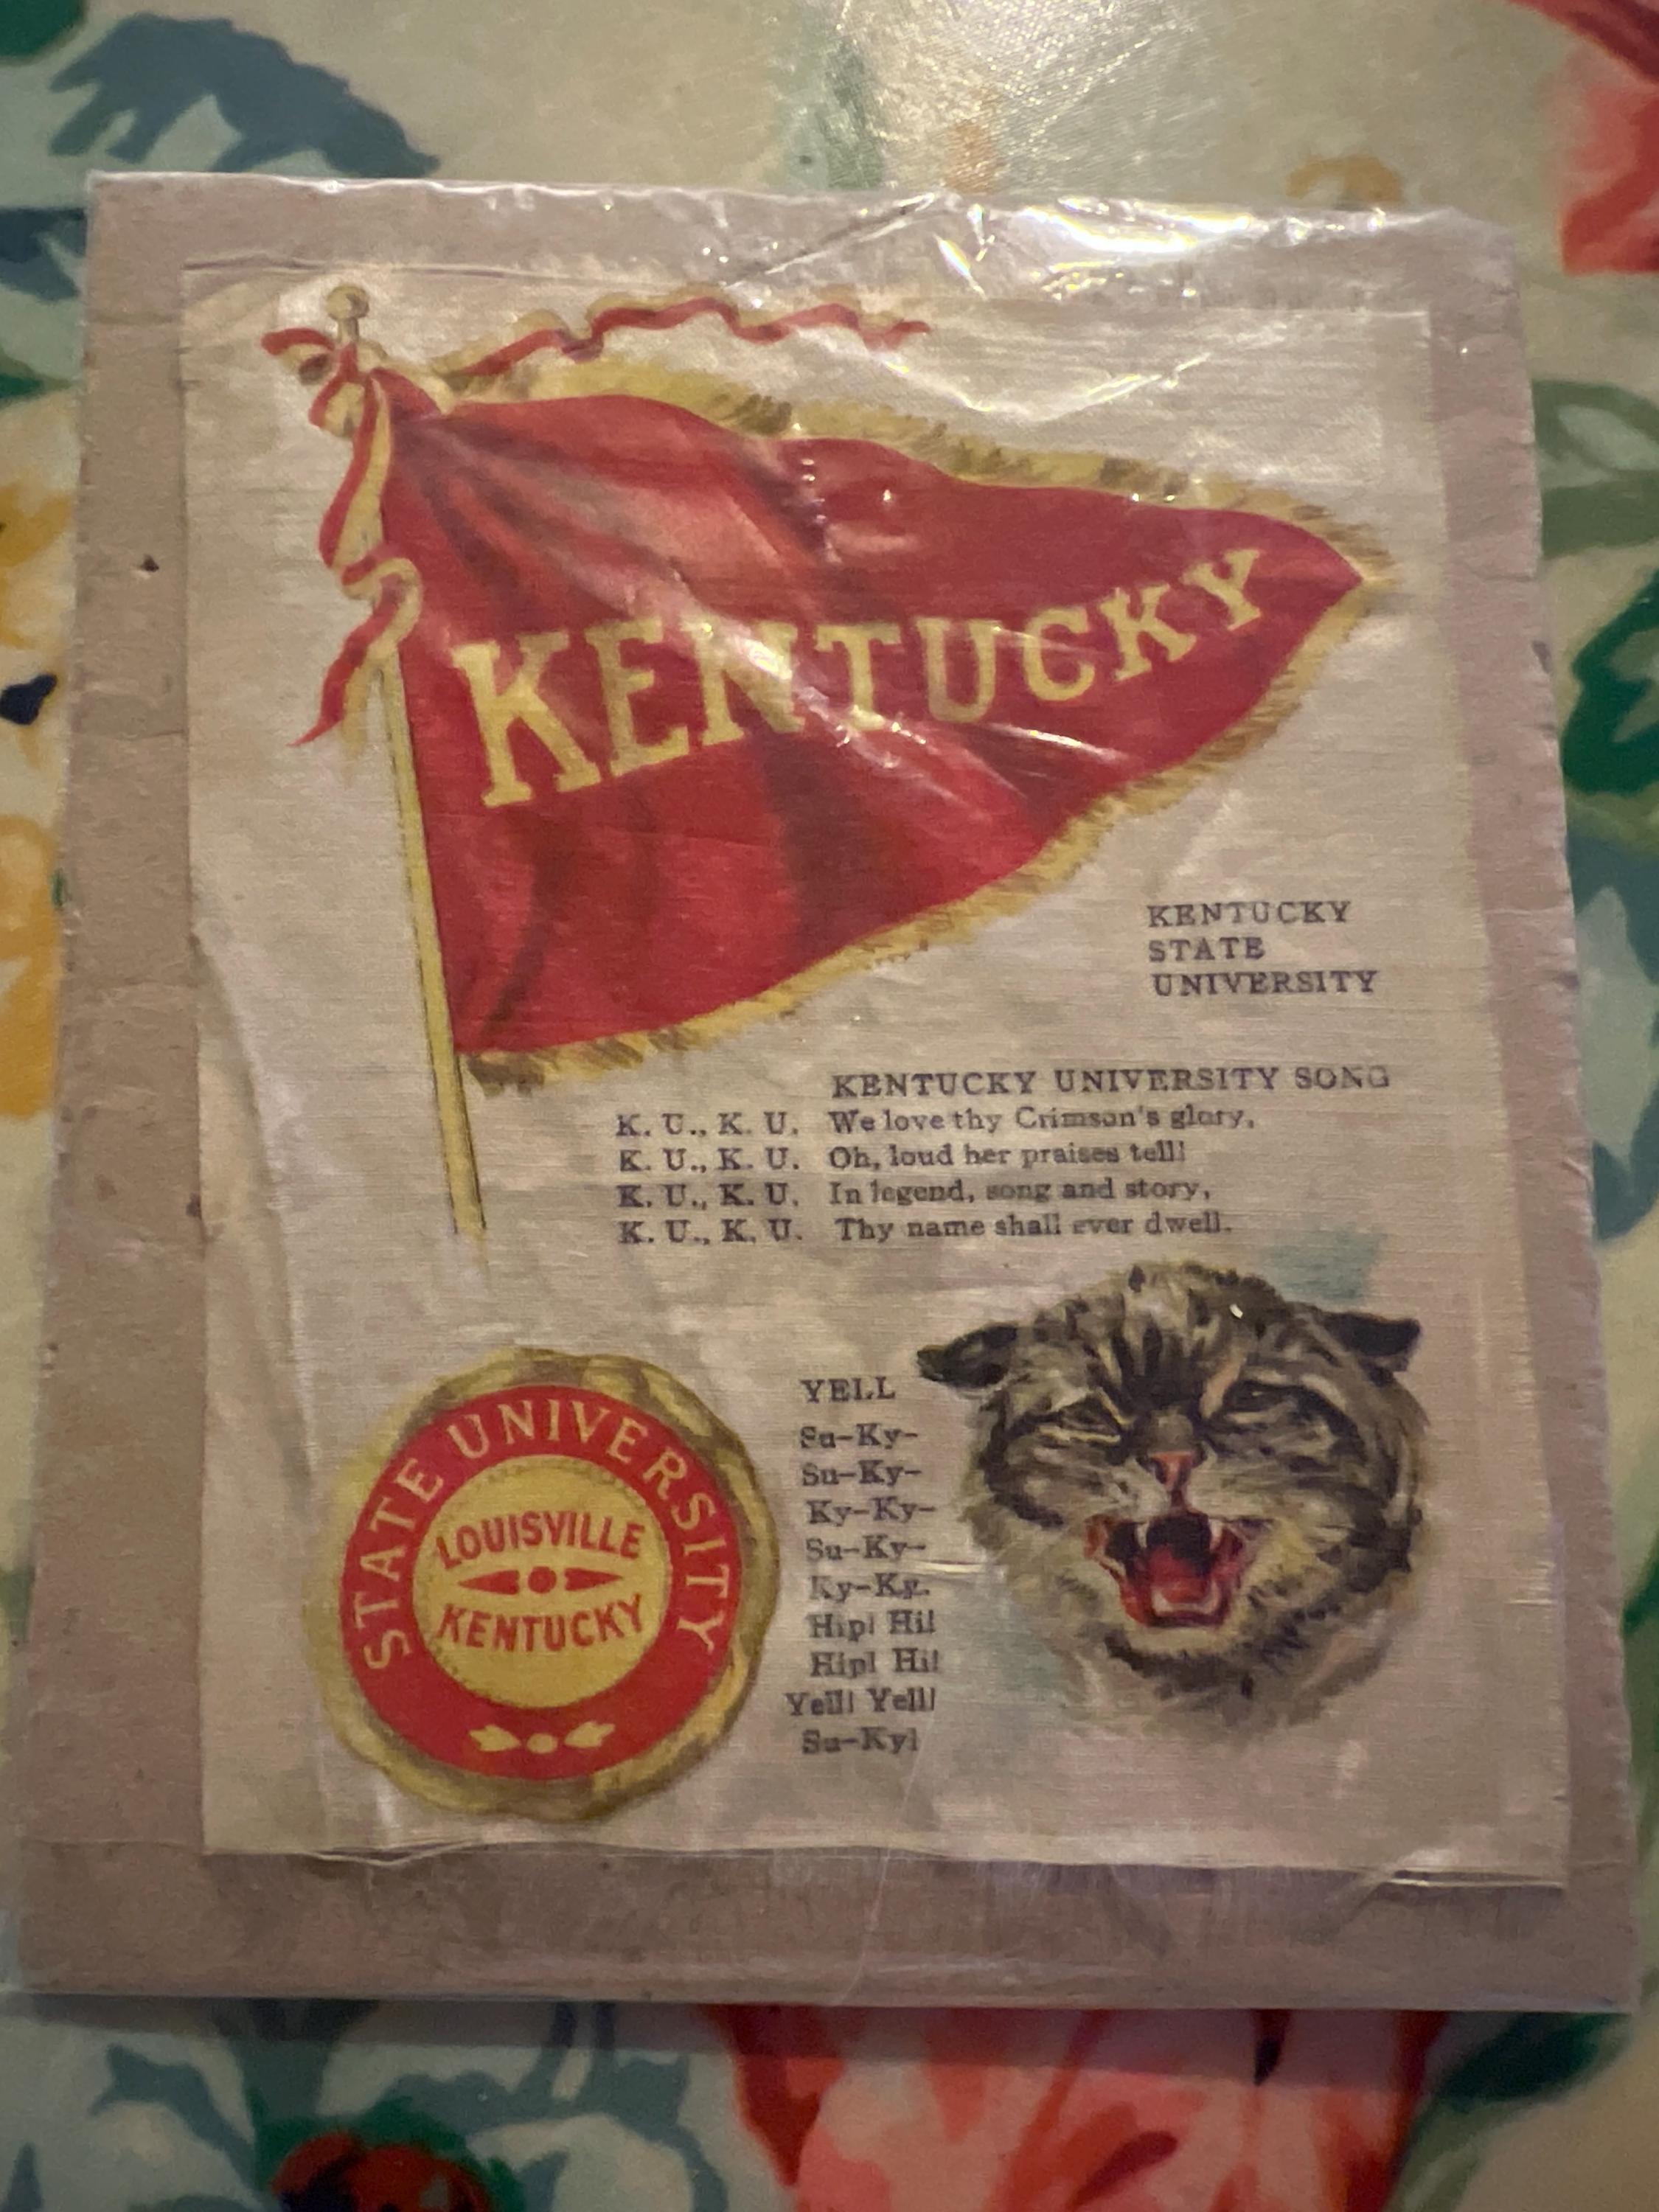 KENTUCKY
KENTUCKY
STATE
UNIVERSITY
KENTUCKY UNIVERSITY SONG
K. U., K. U. We love thy Crimson's glory,
K. U., K. U. Oh, loud her praises tell!
K. U., K. U. In legend, song and story,
K. U., K. U. Thy name shall ever dwell.
STATE UNIVERSITY
LOUISVILLE
KENTUCKY
YELL
Su-Ky-
Su-Ky-
Ky-Ky-
Su-Ky-
Ky-Ky.
Hip! Hi!
Hip! Hi!
Yell! Yell!
Su-Ky!